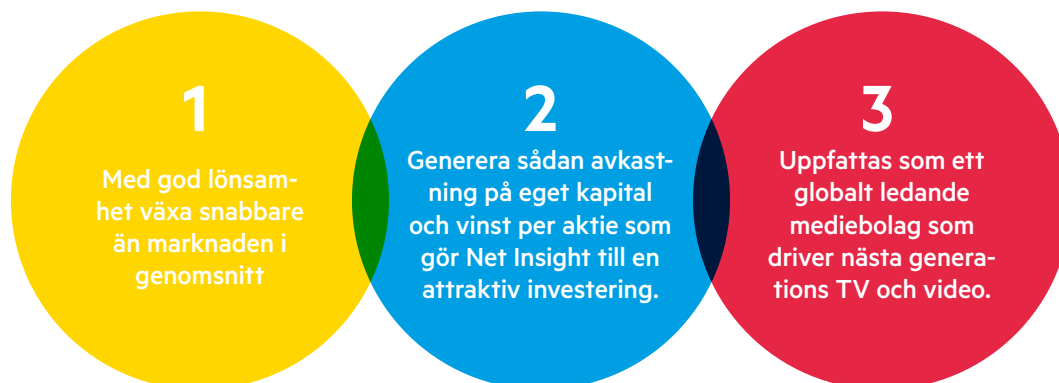 1
Med god lönsam-
het växa snabbare
än marknaden i
genomsnitt
2
Generera sådan avkast-
ning på eget kapital
och vinst per aktie som
gör Net Insight till en
attraktiv investering.
3
Uppfattas som ett
globalt ledande
mediebolag som
driver nästa genera-
tions TV och video.